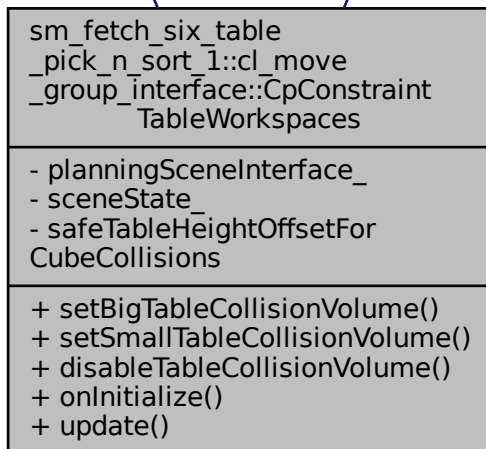 sm_fetch_six_table
_pick_n_sort_1::cl_move
_group_interface::CpConstraint
TableWorkspaces
- planningSceneInterface_
- sceneState_
- safeTableHeightOffsetFor
CubeCollisions
+ setBigTableCollisionVolume()
+ setSmallTableCollisionVolume()
+ disableTableCollisionVolume()
+ onInitialize()
+ update()